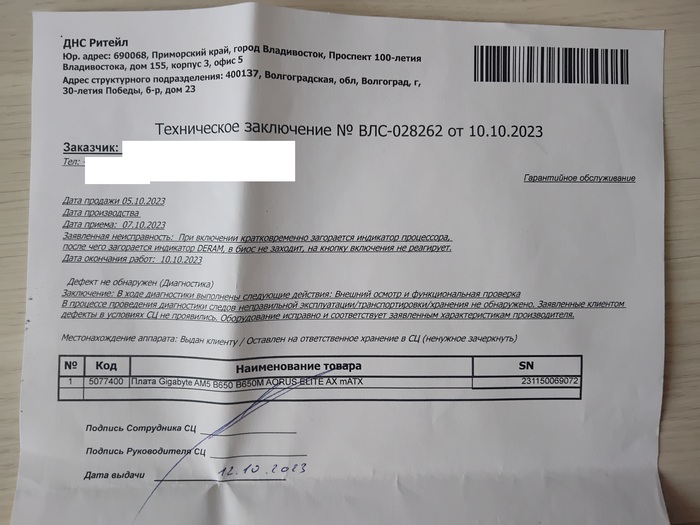 ДНС Ритейл
Юр. адрес: 690068, Приморский край, город Владивосток, Проспект 100-летия
Владивостока, дом 155, корпус 3, офис 5
Адрес структурного подразделения: 400137, Волгоградская, обл, Волгоград, г,
30-летия Победы, б-р, дом 23
Техническое заключение № ВЛС-028262 от 10.10.2023
Заказчик:
Тел:
Гарантийное обслуживание
Дата продажи 05.10.2023
Дата производства
Дата приема: 07.10.2023
Заявленная неисправность: При включении кратковременно загорается индикатор процессора,
после чего загорается индикатор DERAM, в биос не заходит, на кнопку включения не реагирует.
Дата окончания работ: 10.10.2023
Дефект не обнаружен (Диагностика)
Заключение: В ходе диагностики выполнены следующие действия: Внешний осмотр и функциональная проверка
В процессе проведения диагностики следов неправильной эксплуатации/транспортировки/хранения не обнаружено. Заявленные клиентом
дефекты в условиях СЦ не проявились. Оборудование исправно и соответствует заявленным характеристикам производителя.
Местонахождение аппарата: Выдан клиенту / Оставлен на ответственное хранение в СЦ (ненужное зачеркнуть)
№ Код Наименование товара SN
1 5077400 Плата Gigabyte AM5 B650 B650M AORUS ELITE AX mATX 231150069072
Подпись Сотрудника СЦ
Подпись Руководителя СЦ
Дата выдачи 12.10.2023